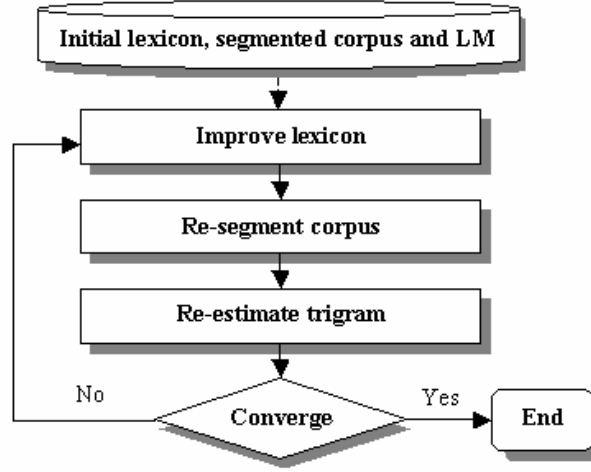 Initial lexicon, segmented corpus and LM
Improve lexicon
Re-segment corpus
Re-estimate trigram
No
Converge
Yes
End